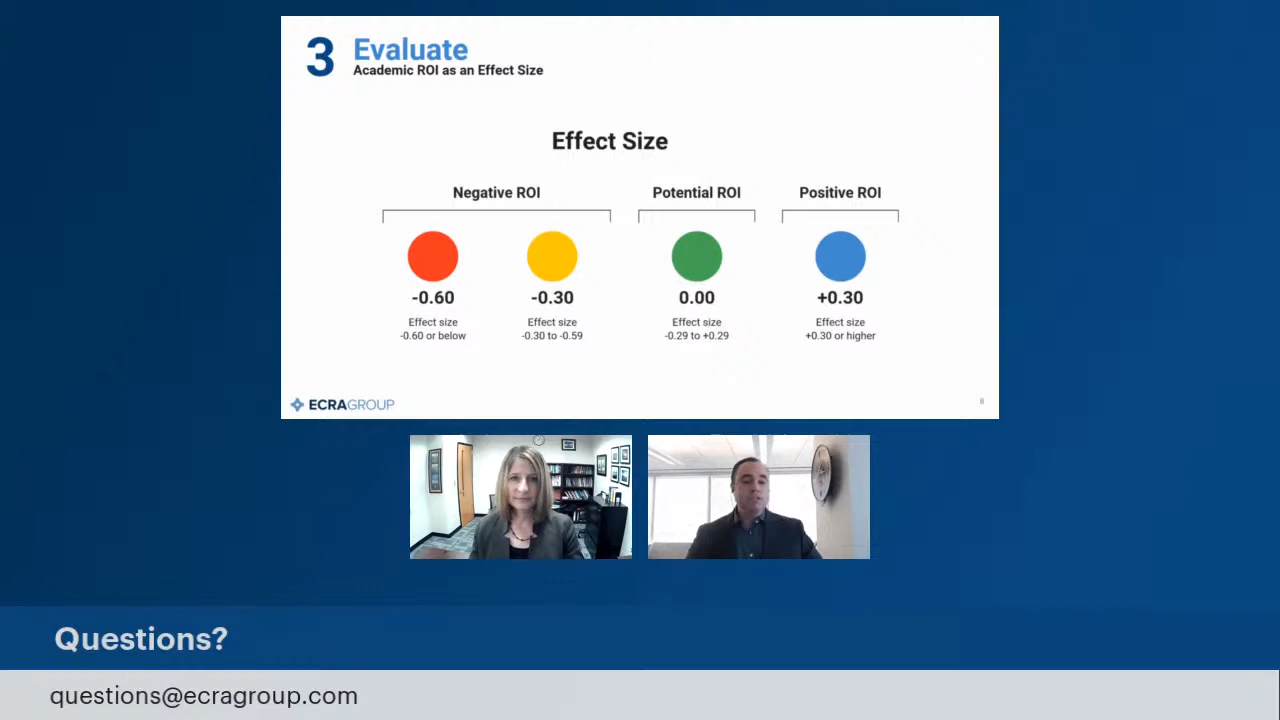 3 Evaluate
Academic ROI as an Effect Size
Effect Size
Negative ROI
Potential ROI
Positive ROI
-0.60
-0.30
0.00
+0.30
Effect size
-0.60 or below
Effect size
-0.30 to -0.59
Effect size
-0.29 to +0.29
Effect size
+0.30 or higher
ECRAGROUP
8
Questions?
questions@ecragroup.com